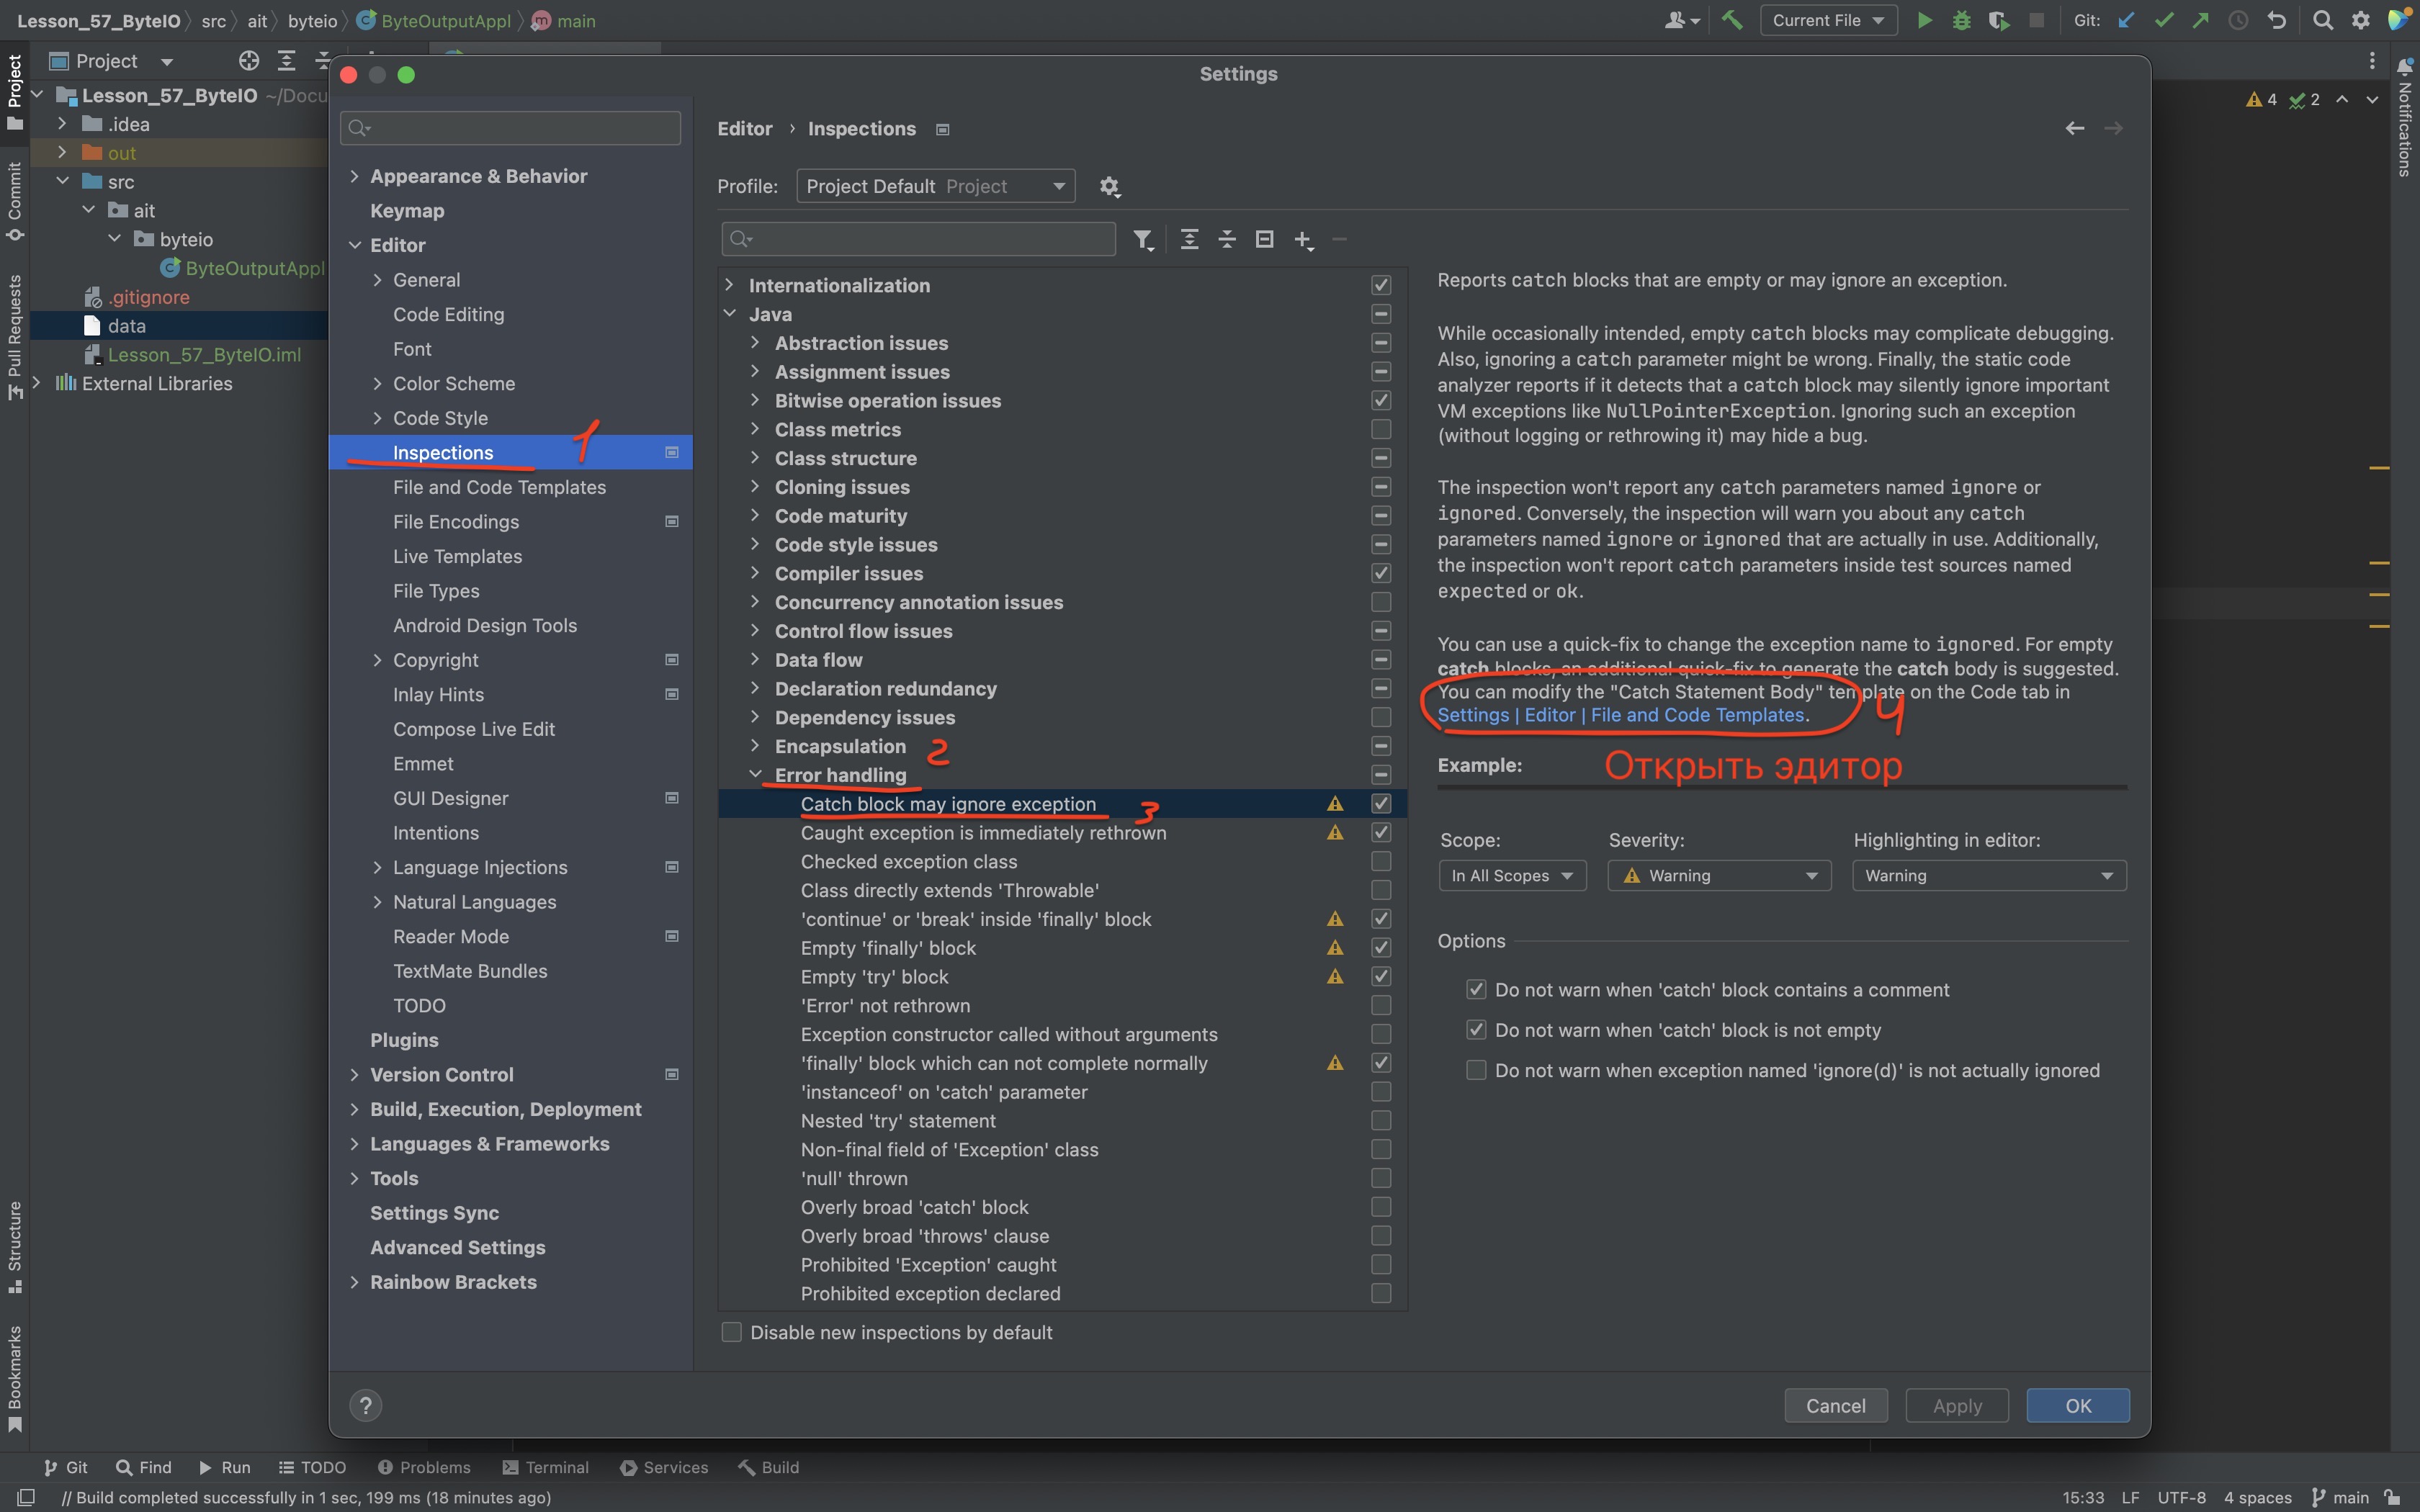 Lesson_57_ByteIO src ait byteio ByteOutputAppl main
Current File Git:
Project
Settings
4 2
Project
Commit
Pull Requests
Structure
Bookmarks
Notifications
Lesson_57_ByteIO ~/Docu
.idea
out
src
ait
byteio
ByteOutputAppl
.gitignore
data
Lesson_57_ByteIO.iml
External Libraries
Appearance & Behavior
Keymap
Editor
General
Code Editing
Font
Color Scheme
Code Style
Inspections
1
File and Code Templates
File Encodings
Live Templates
File Types
Android Design Tools
Copyright
Inlay Hints
Compose Live Edit
Emmet
GUI Designer
Intentions
Language Injections
Natural Languages
Reader Mode
TextMate Bundles
TODO
Plugins
Version Control
Build, Execution, Deployment
Languages & Frameworks
Tools
Settings Sync
Advanced Settings
Rainbow Brackets
Editor › Inspections
Profile: Project Default Project
Internationalization
Java
Abstraction issues
Assignment issues
Bitwise operation issues
Class metrics
Class structure
Cloning issues
Code maturity
Code style issues
Compiler issues
Concurrency annotation issues
Control flow issues
Data flow
Declaration redundancy
Dependency issues
Encapsulation
2
Error handling
Catch block may ignore exception
3
Caught exception is immediately rethrown
Checked exception class
Class directly extends 'Throwable'
'continue' or 'break' inside 'finally' block
Empty 'finally' block
Empty 'try' block
'Error' not rethrown
Exception constructor called without arguments
'finally' block which can not complete normally
'instanceof' on 'catch' parameter
Nested 'try' statement
Non-final field of 'Exception' class
'null' thrown
Overly broad 'catch' block
Overly broad 'throws' clause
Prohibited 'Exception' caught
Prohibited exception declared
Disable new inspections by default
Reports catch blocks that are empty or may ignore an exception.
While occasionally intended, empty catch blocks may complicate debugging.
Also, ignoring a catch parameter might be wrong. Finally, the static code
analyzer reports if it detects that a catch block may silently ignore important
VM exceptions like NullPointerException. Ignoring such an exception
(without logging or rethrowing it) may hide a bug.
The inspection won't report any catch parameters named ignore or
ignored. Conversely, the inspection will warn you about any catch
parameters named ignore or ignored that are actually in use. Additionally,
the inspection won't report catch parameters inside test sources named
expected or ok.
You can use a quick-fix to change the exception name to ignored. For empty
catch blocks, an additional quick-fix to generate the catch body is suggested.
You can modify the "Catch Statement Body" template on the Code tab in
Settings | Editor | File and Code Templates.
4
Example:
Открыть эдитор
Scope: Severity: Highlighting in editor:
In All Scopes Warning Warning
Options
Do not warn when 'catch' block contains a comment
Do not warn when 'catch' block is not empty
Do not warn when exception named 'ignore(d)' is not actually ignored
? Cancel Apply OK
Git Find Run TODO Problems Terminal Services Build
// Build completed successfully in 1 sec, 199 ms (18 minutes ago)
15:33 LF UTF-8 4 spaces main